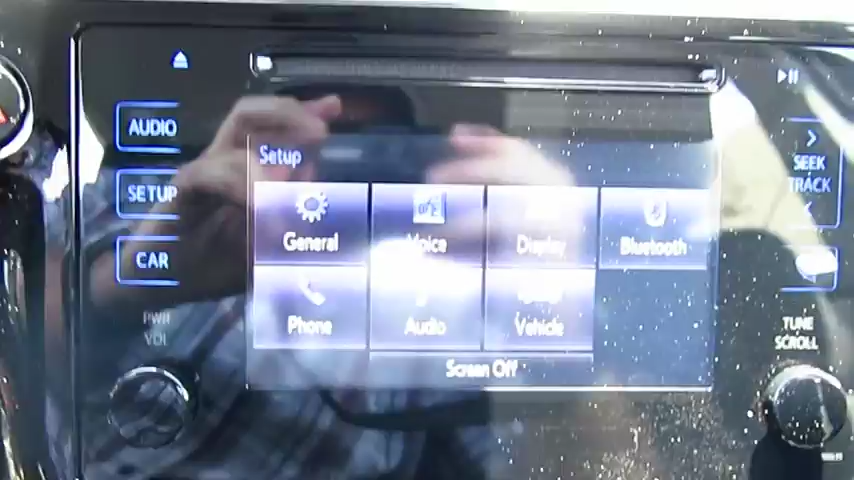 AUDIO
SETUP
CAR
PWR
VOL
Setup
General
Voice
Display
Bluetooth
Phone
Audio
Vehicle
Screen Off
SEEK
TRACK
TUNE
SCROLL